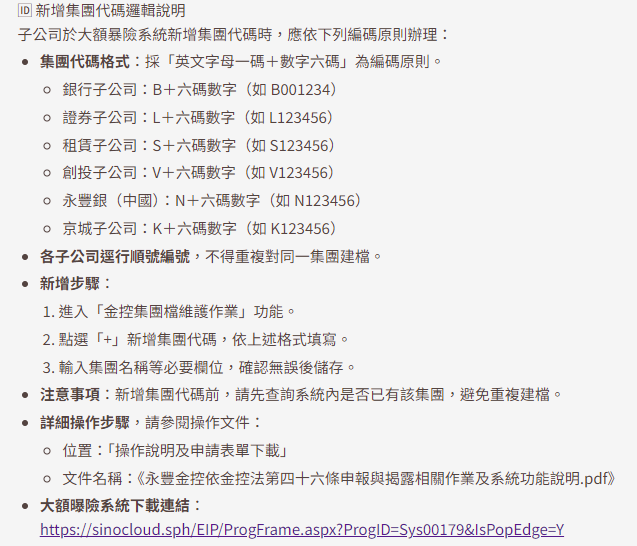 🆔 新增集團代碼邏輯說明
子公司於大額暴險系統新增集團代碼時，應依下列編碼原則辦理：
• 集團代碼格式：採「英文字母一碼＋數字六碼」為編碼原則。
◦ 銀行子公司：B＋六碼數字（如 B001234）
◦ 證券子公司：L＋六碼數字（如 L123456）
◦ 租賃子公司：S＋六碼數字（如 S123456）
◦ 創投子公司：V＋六碼數字（如 V123456）
◦ 永豐銀（中國）：N＋六碼數字（如 N123456）
◦ 京城子公司：K＋六碼數字（如 K123456）
• 各子公司逕行順號編號，不得重複對同一集團建檔。
• 新增步驟：
1. 進入「金控集團檔維護作業」功能。
2. 點選「+」新增集團代碼，依上述格式填寫。
3. 輸入集團名稱等必要欄位，確認無誤後儲存。
• 注意事項：新增集團代碼前，請先查詢系統內是否已有該集團，避免重複建檔。
• 詳細操作步驟，請參閱操作文件：
◦ 位置：「操作說明及申請表單下載」
◦ 文件名稱：《永豐金控依金控法第四十六條申報與揭露相關作業及系統功能說明.pdf》
• 大額曝險系統下載連結：
https://sinocloud.sph/EIP/ProgFrame.aspx?ProgID=Sys00179&IsPopEdge=Y